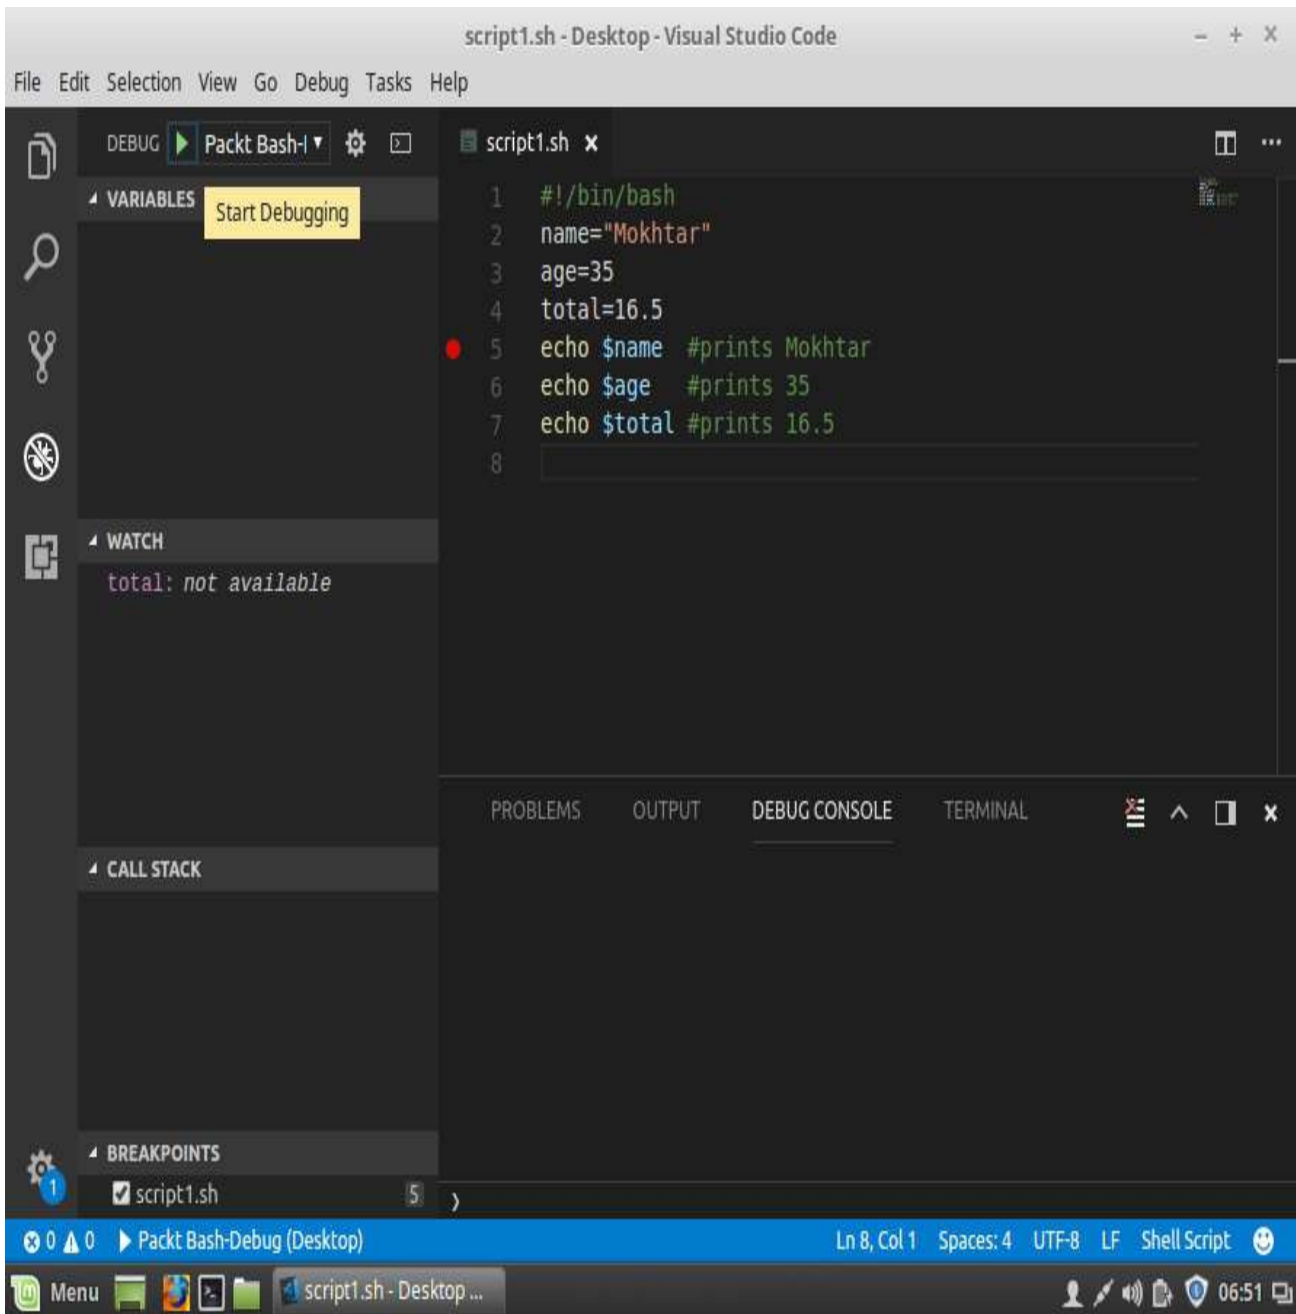 script1.sh - Desktop - Visual Studio Code
File Edit Selection View Go Debug Tasks Help
DEBUG Packt Bash-
script1.sh
VARIABLES
Start Debugging
1 #!/bin/bash
2 name="Mokhtar"
3 age=35
4 total=16.5
5 echo $name #prints Mokhtar
6 echo $age #prints 35
7 echo $total #prints 16.5
8
WATCH
total: not available
PROBLEMS OUTPUT DEBUG CONSOLE TERMINAL
CALL STACK
BREAKPOINTS
script1.sh 5
1
0 0 Packt Bash-Debug (Desktop) Ln 8, Col 1 Spaces: 4 UTF-8 LF Shell Script
Menu script1.sh - Desktop ... 06:51